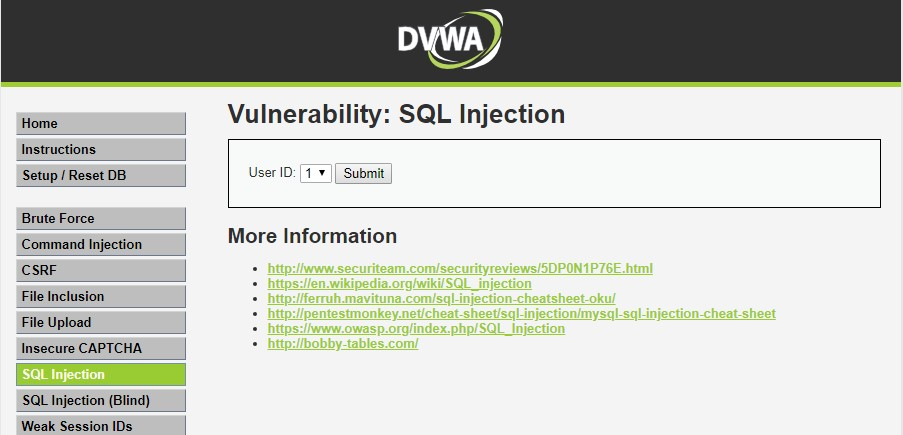 DVWA
Vulnerability: SQL Injection
Home
Instructions
Setup / Reset DB
Brute Force
Command Injection
CSRF
File Inclusion
File Upload
Insecure CAPTCHA
SQL Injection
SQL Injection (Blind)
Weak Session IDs
User ID: 1 Submit
More Information
http://www.securiteam.com/securityreviews/5DP0N1P76E.html
https://en.wikipedia.org/wiki/SQL_injection
http://ferruh.mavituna.com/sql-injection-cheatsheet-oku/
http://pentestmonkey.net/cheat-sheet/sql-injection/mysql-sql-injection-cheat-sheet
https://www.owasp.org/index.php/SQL_Injection
http://bobby-tables.com/